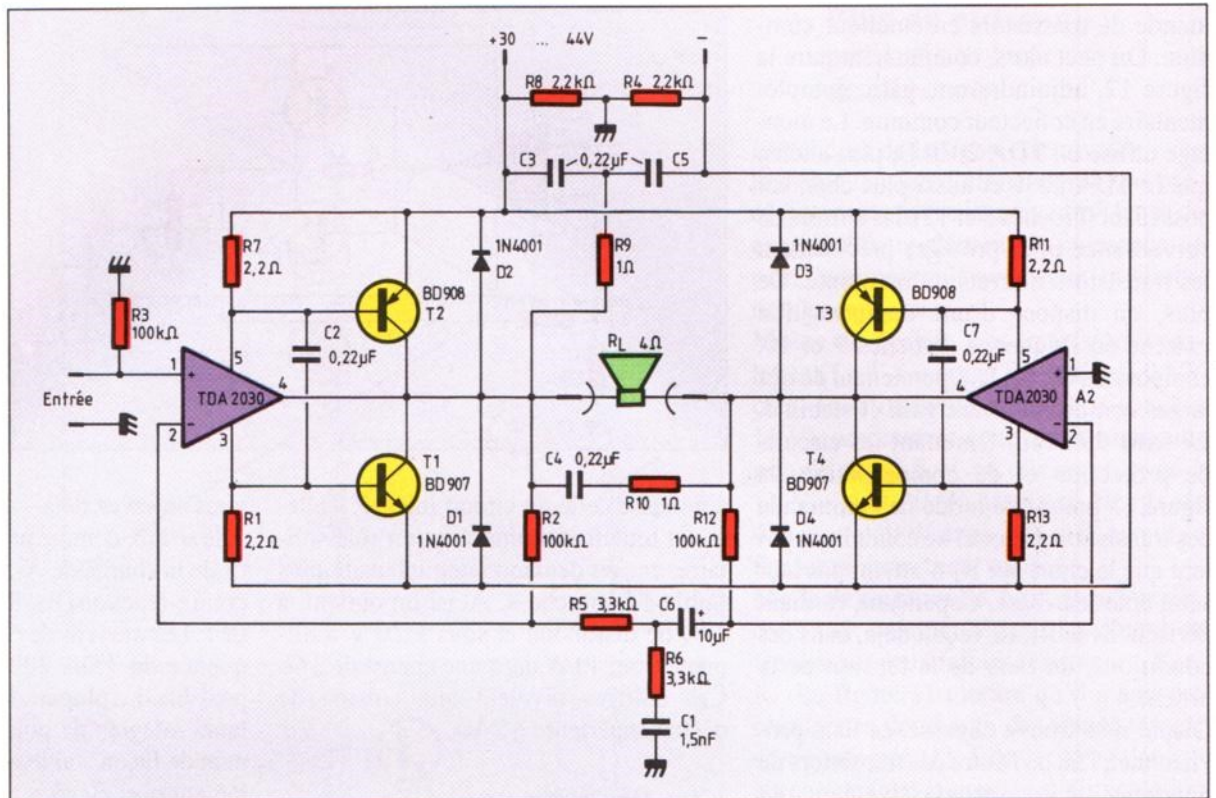 +30 ... 44V
−
R8 2,2kΩ
R4 2,2kΩ
C3
0,22µF
C5
R7
2,2Ω
1N4001
D2
R9
1Ω
1N4001
D3
R11
2,2Ω
BD908
T2
BD908
T3
R3
100kΩ
C2
0,22µF
RL 4Ω
C7
0,22µF
1
+
5
TDA 2030
4
2
−
3
Entrée
5
+
1
4
TDA2030
A2
3
−
2
T1
BD907
C4 0,22µF
R10 1Ω
T4
BD907
R1
2,2Ω
D1
1N4001
R2
100kΩ
R12
100kΩ
D4
1N4001
R13
2,2Ω
R5 3,3kΩ
C6
+
10µF
R6
3,3kΩ
C1
1,5nF